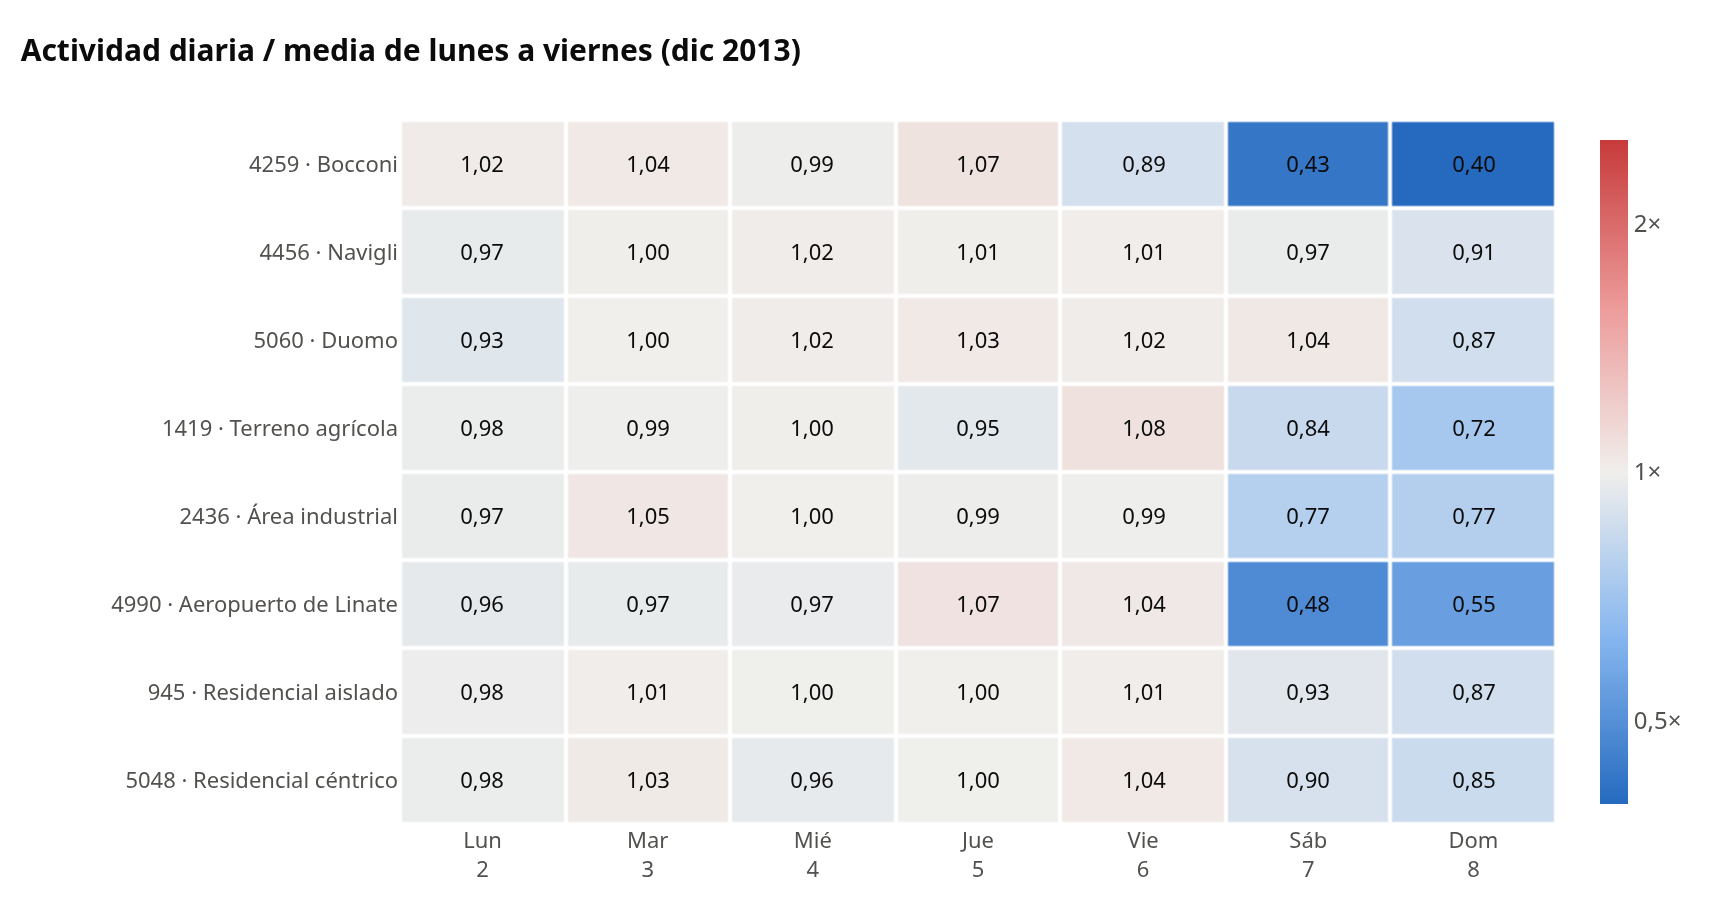 Actividad diaria / media de lunes a viernes (dic 2013)
4259 · Bocconi 1,02 1,04 0,99 1,07 0,89 0,43 0,40
4456 · Navigli 0,97 1,00 1,02 1,01 1,01 0,97 0,91
5060 · Duomo 0,93 1,00 1,02 1,03 1,02 1,04 0,87
1419 · Terreno agrícola 0,98 0,99 1,00 0,95 1,08 0,84 0,72
2436 · Área industrial 0,97 1,05 1,00 0,99 0,99 0,77 0,77
4990 · Aeropuerto de Linate 0,96 0,97 0,97 1,07 1,04 0,48 0,55
945 · Residencial aislado 0,98 1,01 1,00 1,00 1,01 0,93 0,87
5048 · Residencial céntrico 0,98 1,03 0,96 1,00 1,04 0,90 0,85
Lun Mar Mié Jue Vie Sáb Dom
2 3 4 5 6 7 8
2×
1×
0,5×